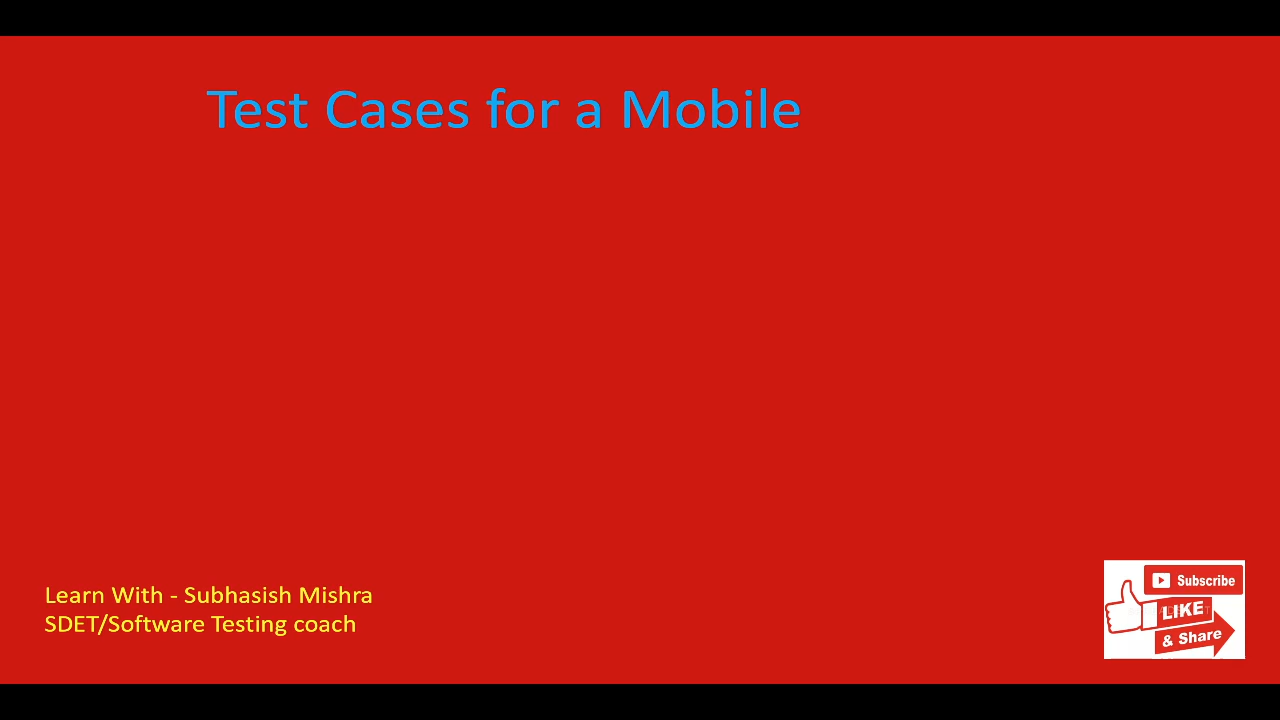 Test Cases for a Mobile
Learn With - Subhasish Mishra
SDET/Software Testing coach
Subscribe
LIKE
& Share